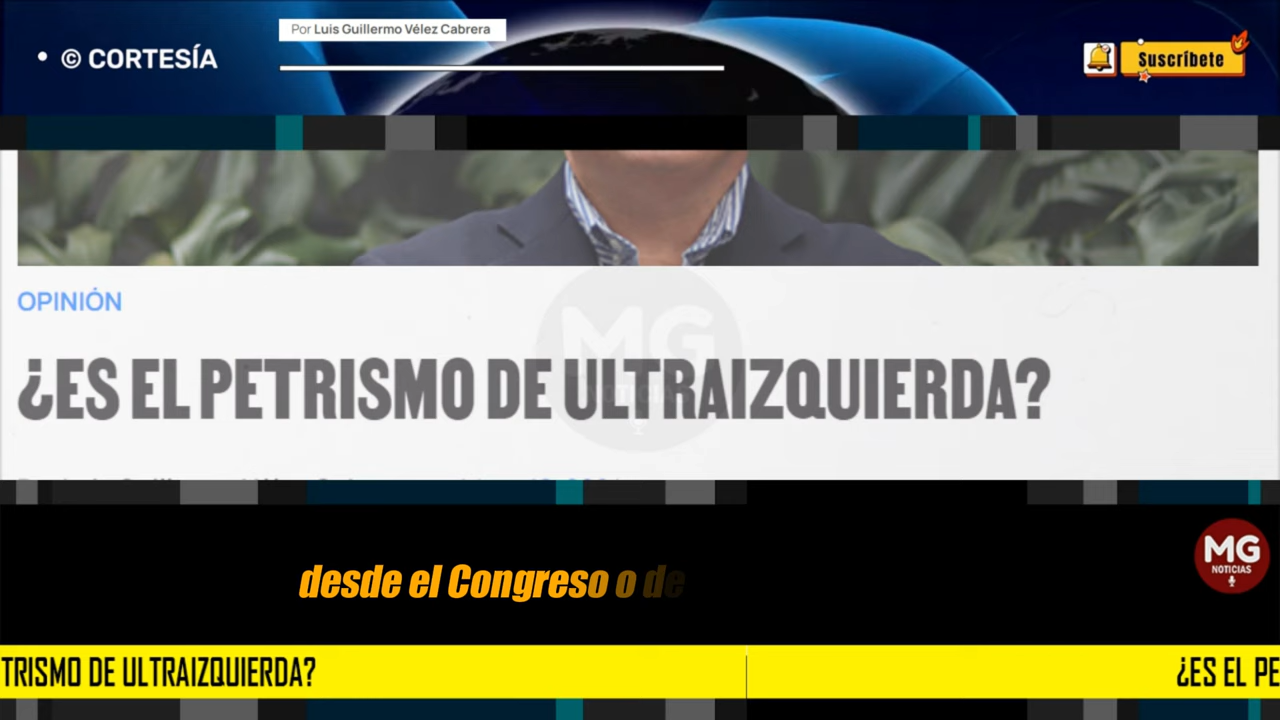 Por Luis Guillermo Vélez Cabrera
• © CORTESÍA
Suscríbete
OPINIÓN
¿ES EL PETRISMO DE ULTRAIZQUIERDA?
MG
NOTICIAS
desde el Congreso o de
MG
NOTICIAS
TRISMO DE ULTRAIZQUIERDA?
¿ES EL PE